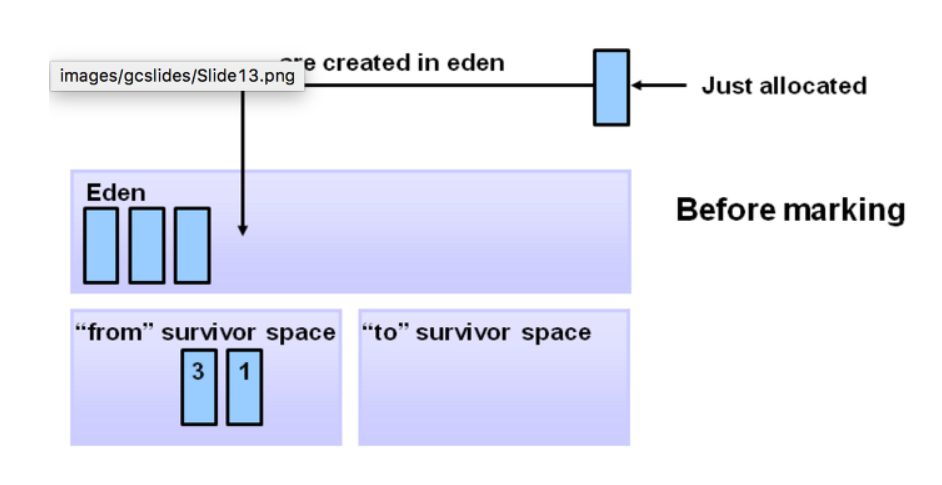 are created in eden
images/gcslides/Slide13.png
Just allocated
Eden
Before marking
“from” survivor space
“to” survivor space
3 1